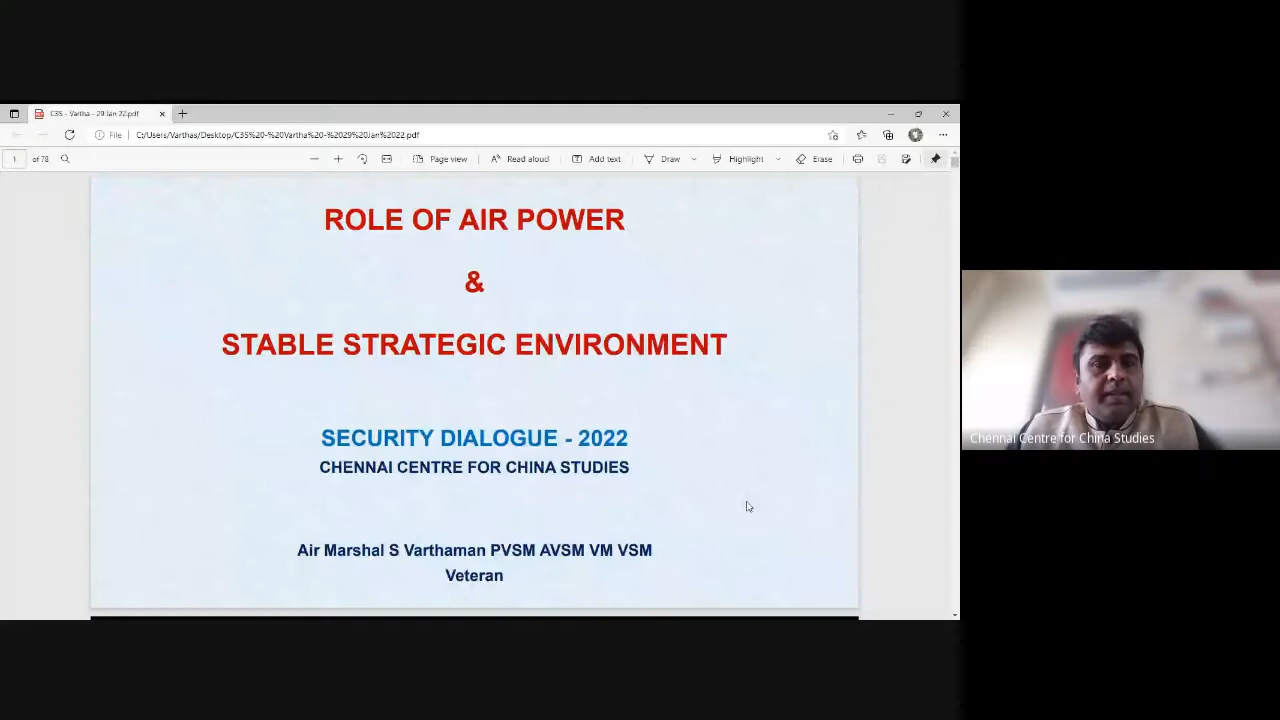 C3S - Vartha - 29 Jan 22.pdf
File
C:/Users/Varthas/Desktop/C3S%20-%20Vartha%20-%2029%20Jan%2022.pdf
1 of 78
Page view
Read aloud
Add text
Draw
Highlight
Erase
ROLE OF AIR POWER
&
STABLE STRATEGIC ENVIRONMENT
SECURITY DIALOGUE - 2022
CHENNAI CENTRE FOR CHINA STUDIES
Air Marshal S Varthaman PVSM AVSM VM VSM
Veteran
Chennai Centre for China Studies